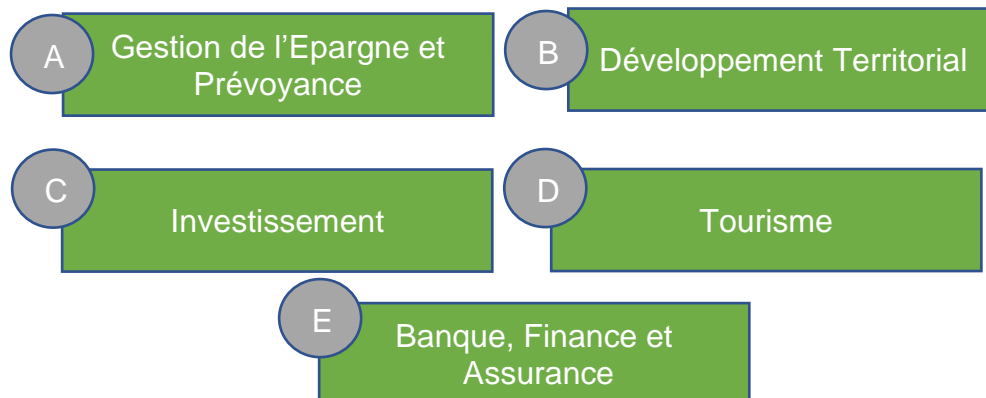 A
Gestion de l’Epargne et
Prévoyance
B
Développement Territorial
C
Investissement
D
Tourisme
E
Banque, Finance et
Assurance